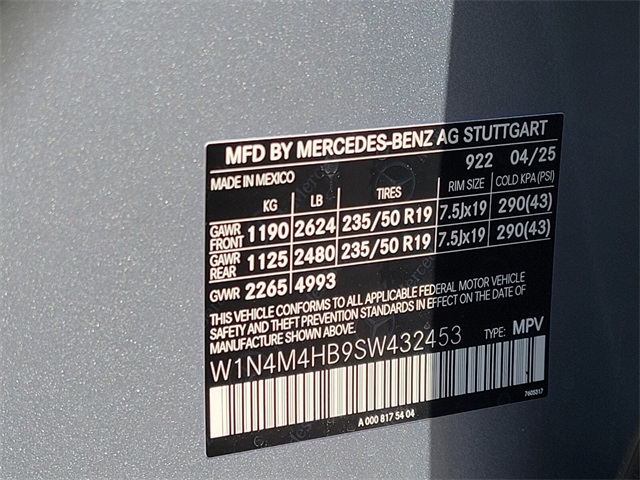 MFD BY MERCEDES-BENZ AG STUTTGART
922 04/25
MADE IN MEXICO
KG LB TIRES RIM SIZE COLD KPA(PSI)
GAWR FRONT 1190 2624 235/50 R19 7.5Jx19 290(43)
GAWR REAR 1125 2480 235/50 R19 7.5Jx19 290(43)
GVWR 2265 4993
THIS VEHICLE CONFORMS TO ALL APPLICABLE FEDERAL MOTOR VEHICLE
SAFETY AND THEFT PREVENTION STANDARDS IN EFFECT ON THE DATE OF
MANUFACTURE SHOWN ABOVE.
W1N4M4HB9SW432453 TYPE: MPV
7605317
A 000 817 54 04